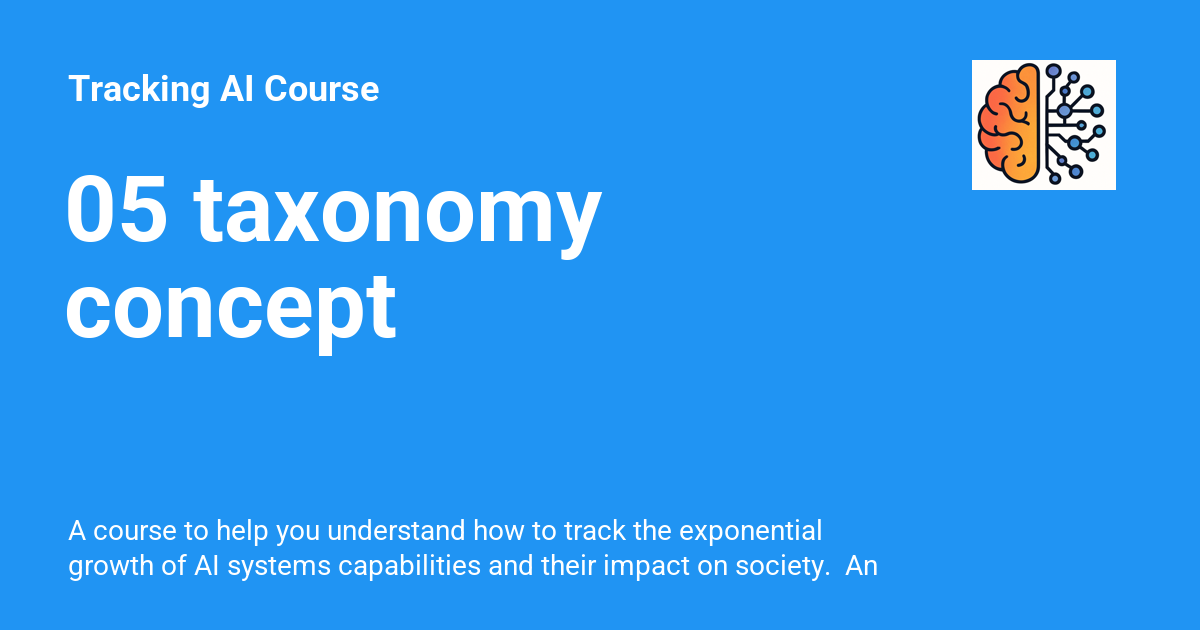 Tracking AI Course
05 taxonomy
concept
A course to help you understand how to track the exponential
growth of AI systems capabilities and their impact on society.  An